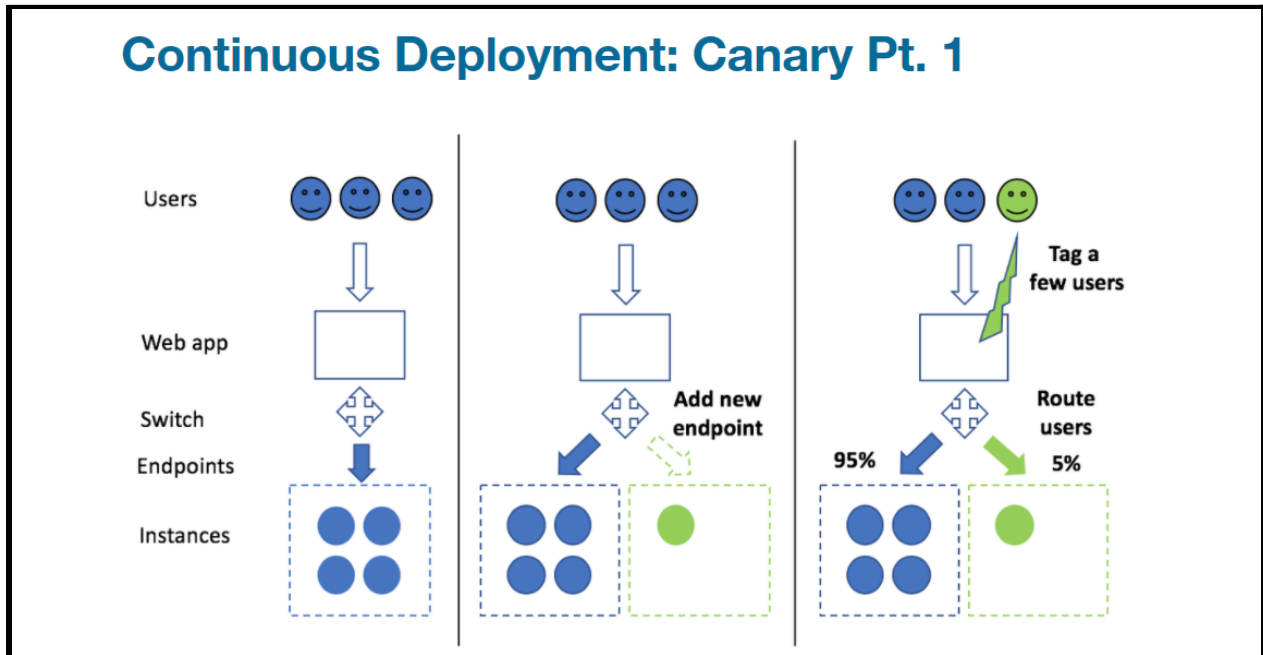 Continuous Deployment: Canary Pt. 1
Users
Tag a
few users
Web app
Switch
Add new
endpoint
Route
users
Endpoints
95%
5%
Instances